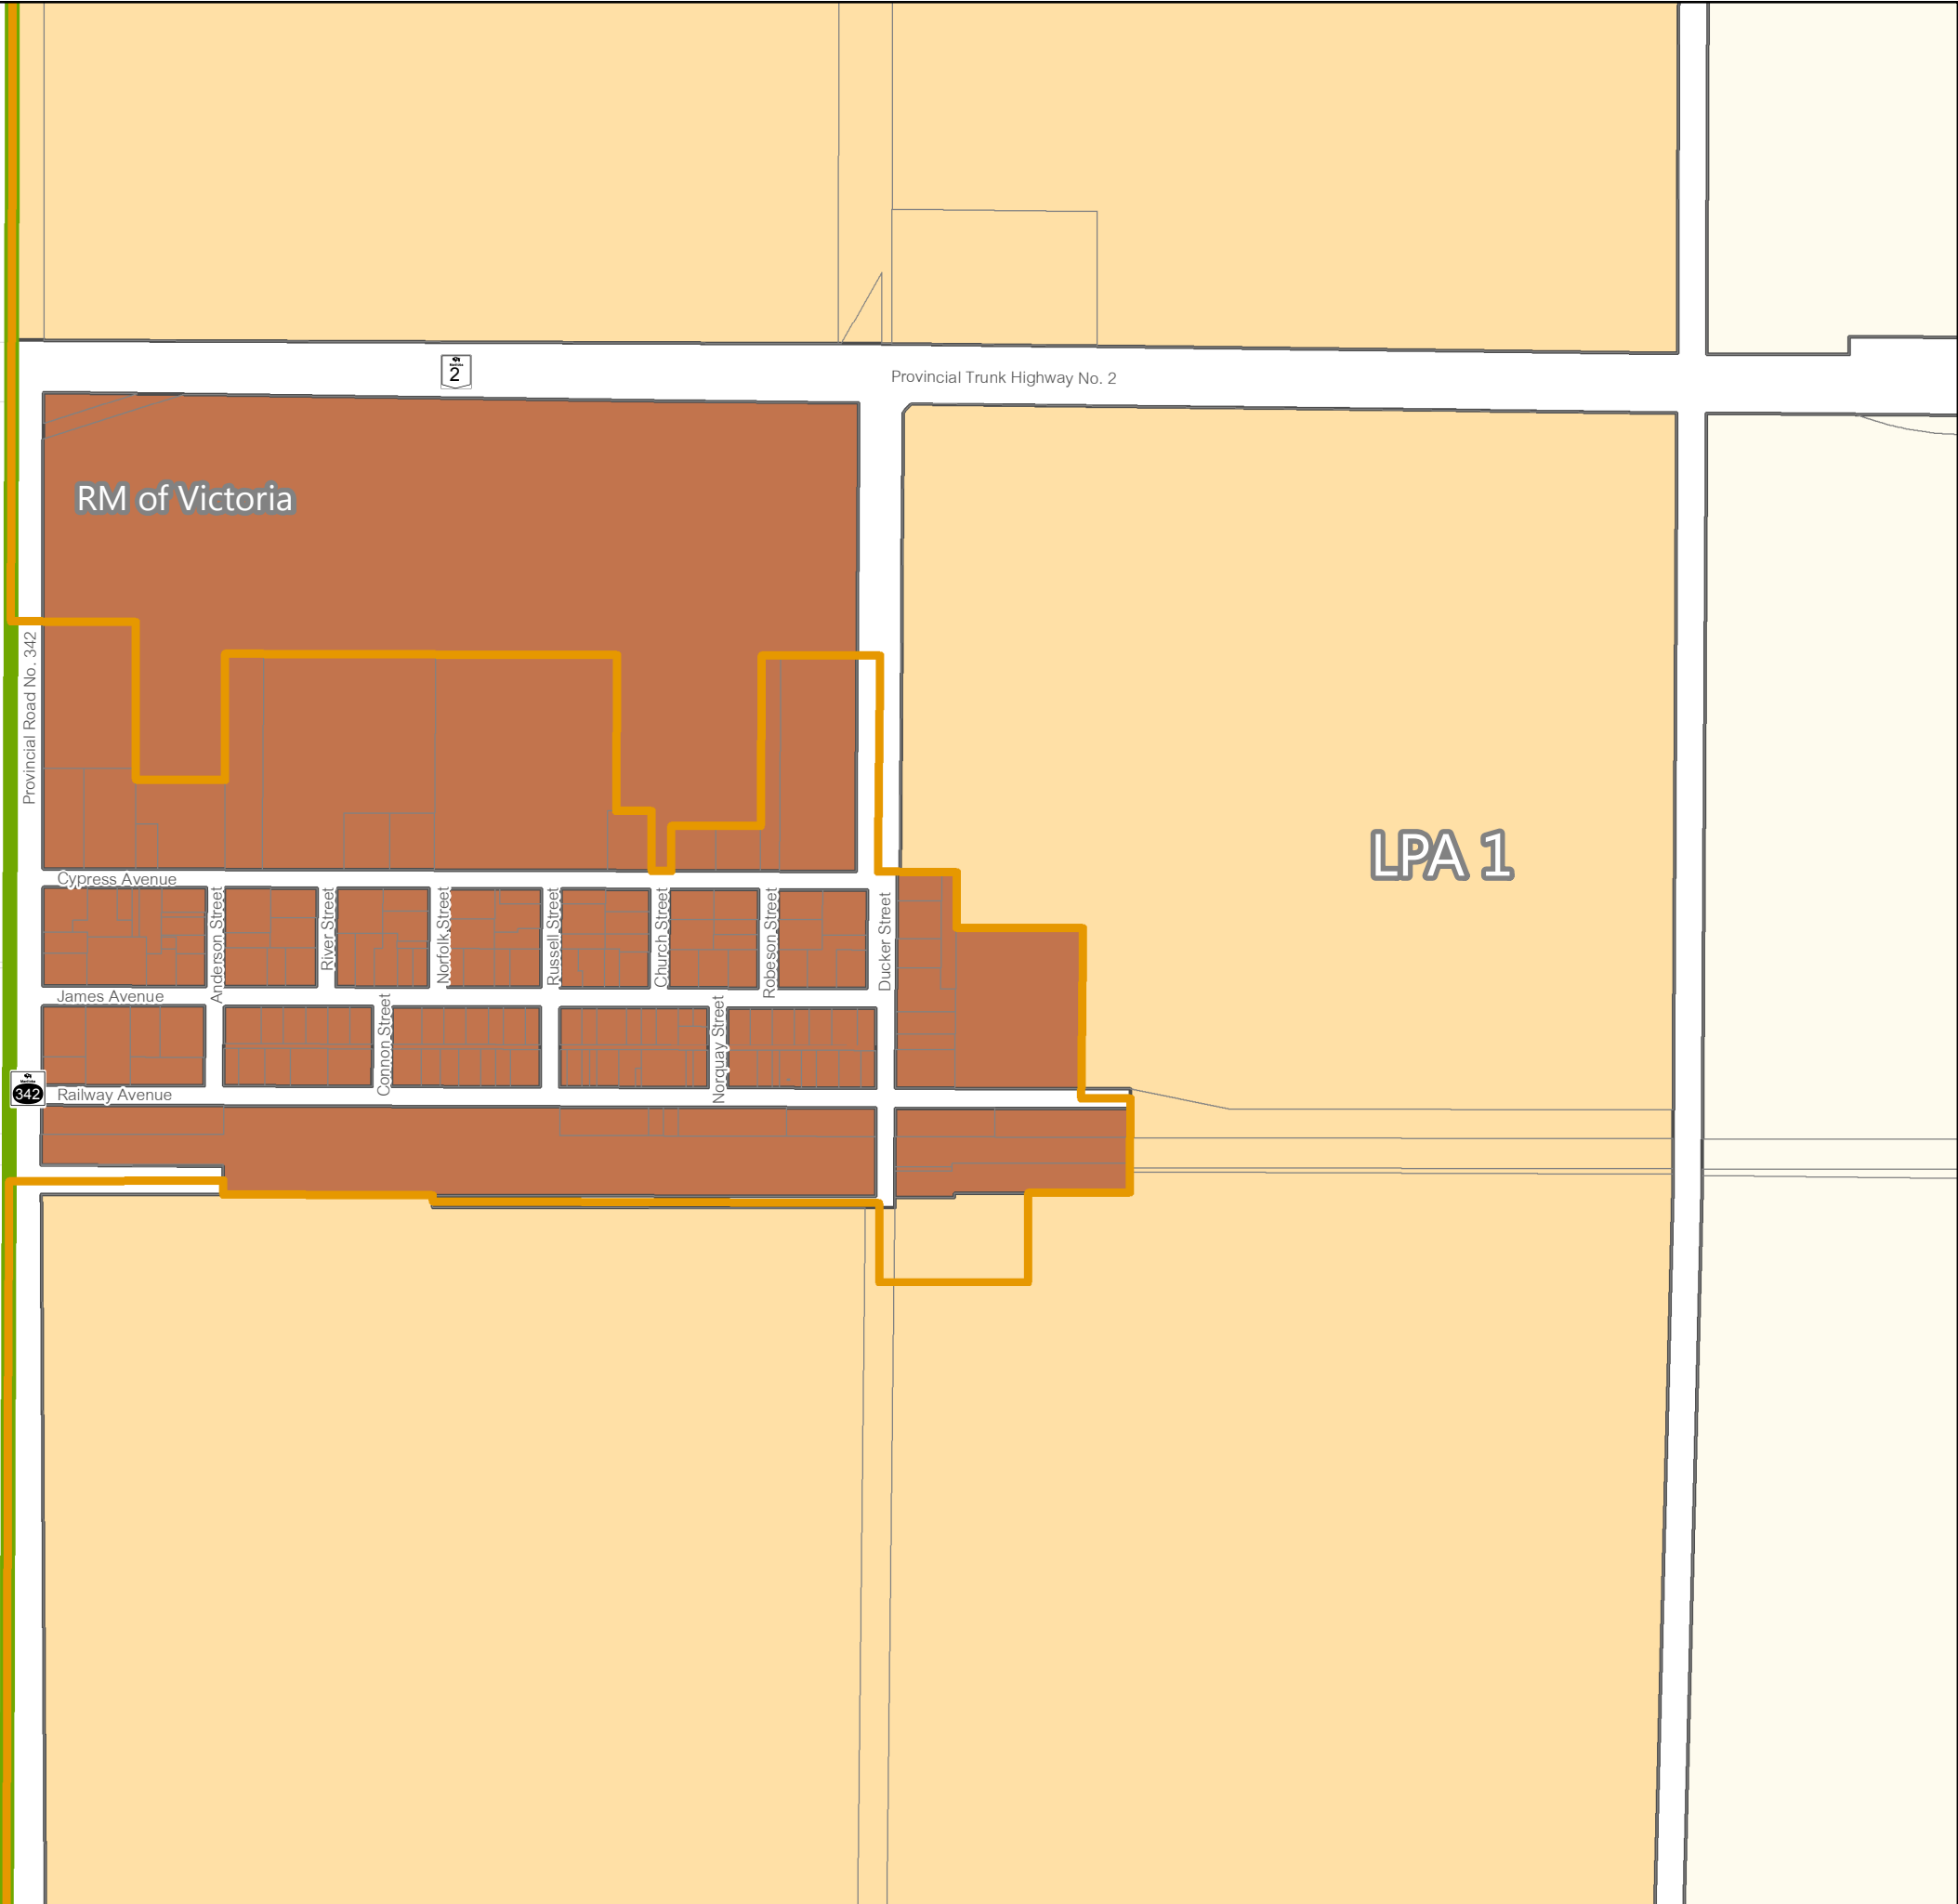 2
Provincial Trunk Highway No. 2
RM of Victoria
Provincial Road No. 342
LPA 1
Cypress Avenue
Anderson Street
River Street
Norfolk Street
Russell Street
Church Street
Robeson Street
Ducker Street
James Avenue
Connon Street
Norquay Street
342
Railway Avenue